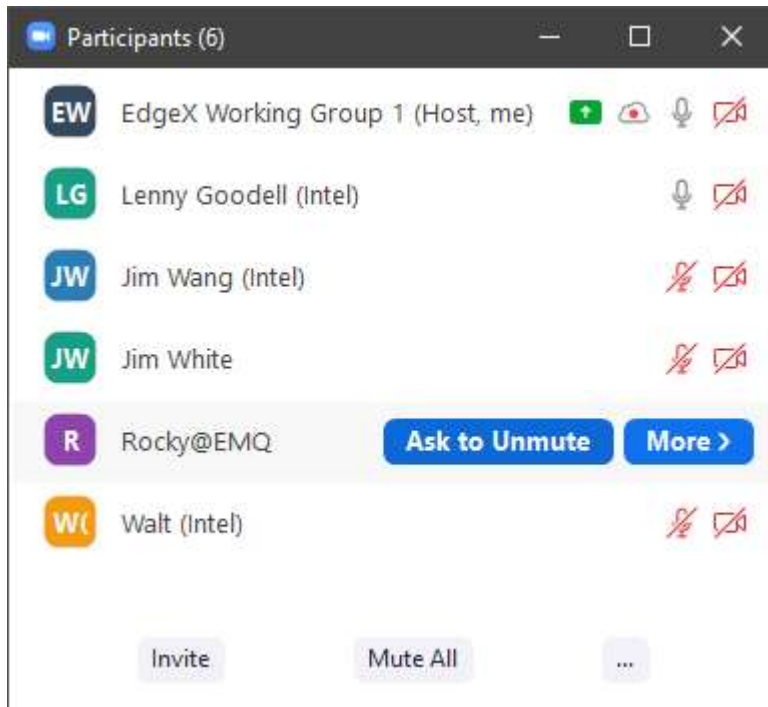 Participants (6)
EW EdgeX Working Group 1 (Host, me)
LG Lenny Goodell (Intel)
JW Jim Wang (Intel)
JW Jim White
R Rocky@EMQ Ask to Unmute More >
W( Walt (Intel)
Invite Mute All ...